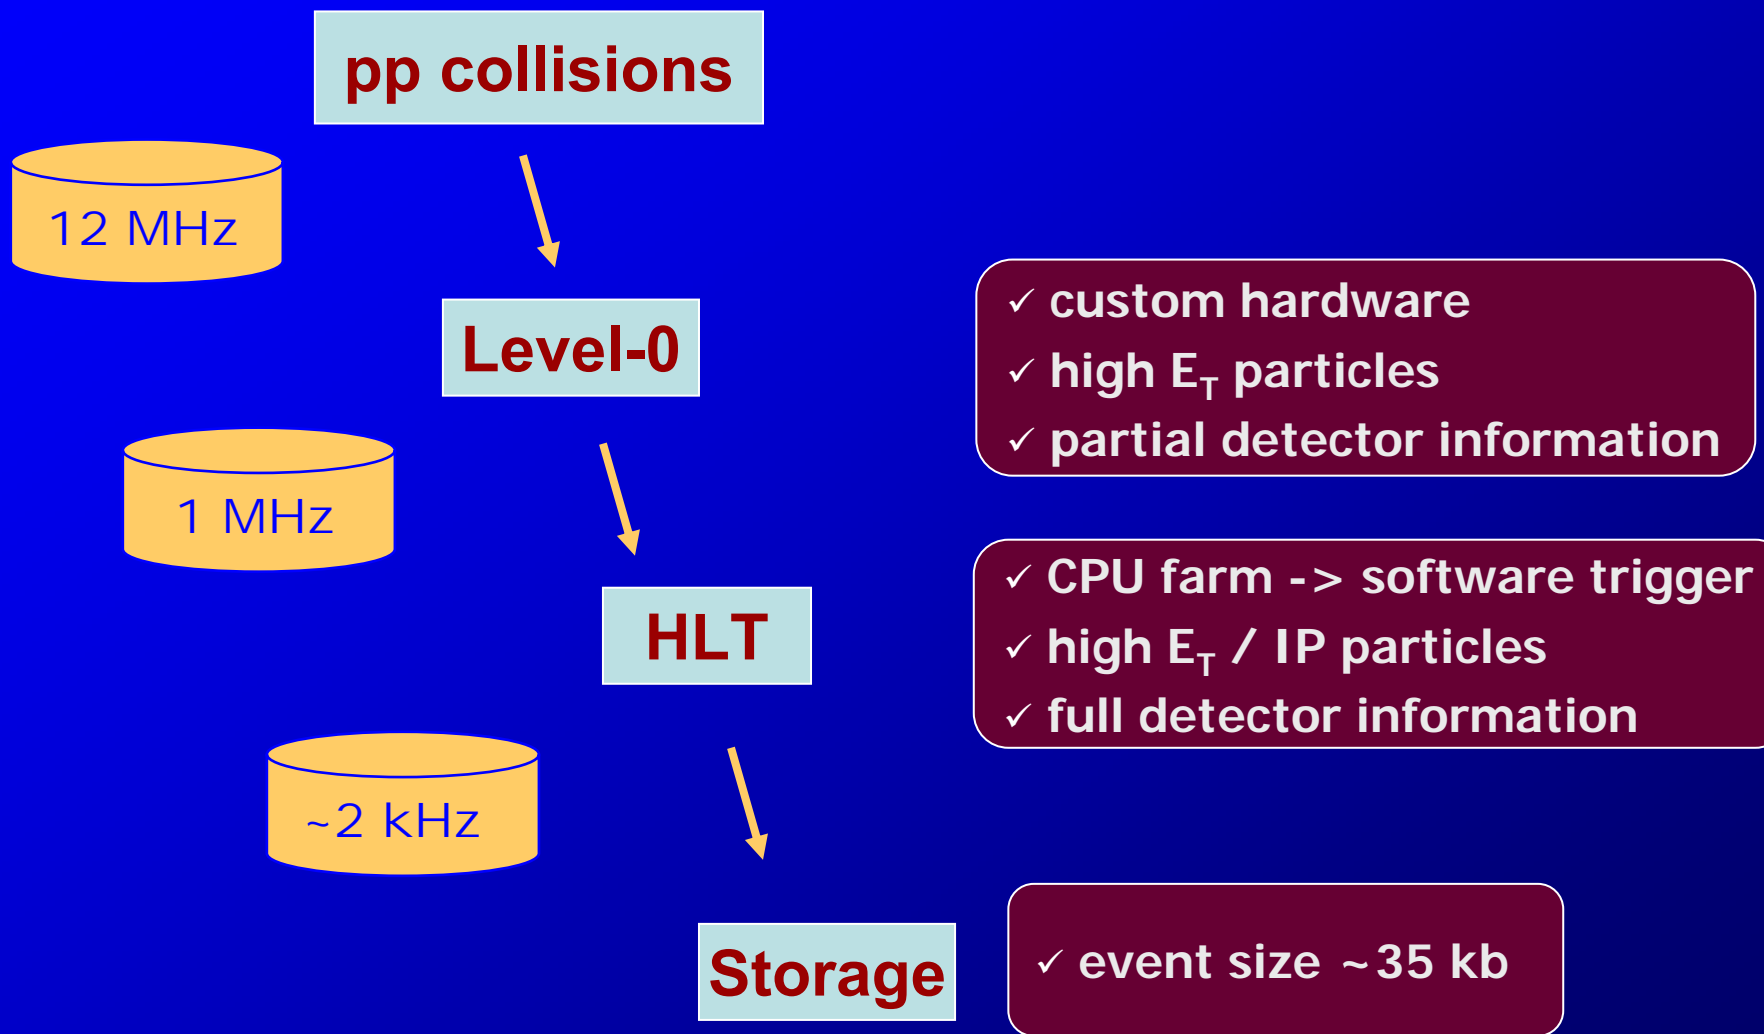 pp collisions
12 MHz
Level-0
✓ custom hardware
✓ high E_T particles
✓ partial detector information
1 MHz
HLT
✓ CPU farm -> software trigger
✓ high E_T / IP particles
✓ full detector information
~2 kHz
Storage
✓ event size ~35 kb